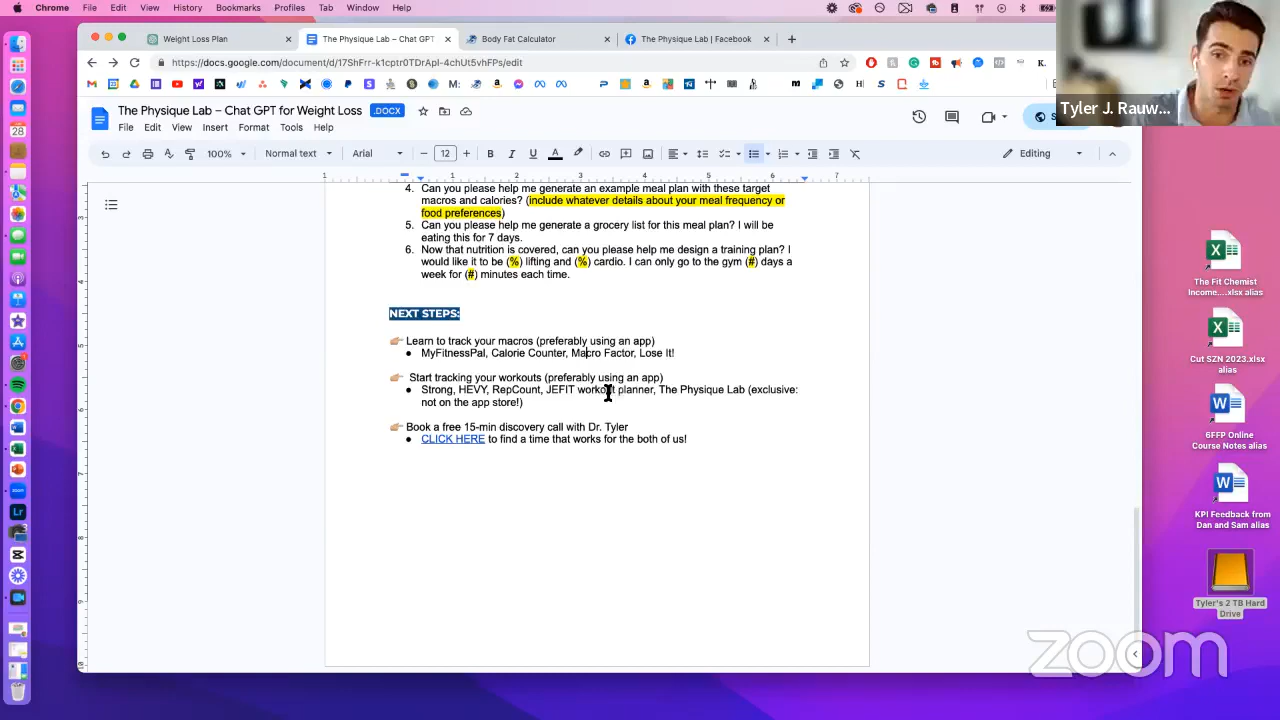 Chrome File Edit View History Bookmarks Profiles Tab Window Help
Weight Loss Plan
The Physique Lab – Chat GPT
Body Fat Calculator
The Physique Lab | Facebook
The Physique Lab – Chat GPT for Weight Loss
.DOCX
File Edit View Insert Format Tools Help
100% Normal text Arial 12 Editing
4. Can you please help me generate an example meal plan with these target
macros and calories? (include whatever details about your meal frequency or
food preferences)
5. Can you please help me generate a grocery list for this meal plan? I will be
eating this for 7 days.
6. Now that nutrition is covered, can you please help me design a training plan? I
would like it to be (%) lifting and (%) cardio. I can only go to the gym (#) days a
week for (#) minutes each time.
NEXT STEPS:
👉 Learn to track your macros (preferably using an app)
● MyFitnessPal, Calorie Counter, Macro Factor, Lose It!
👉 Start tracking your workouts (preferably using an app)
● Strong, HEVY, RepCount, JEFIT workout planner, The Physique Lab (exclusive:
not on the app store!)
👉 Book a free 15-min discovery call with Dr. Tyler
● CLICK HERE to find a time that works for the both of us!
Tyler J. Rauw...
The Fit Chemist
Income....xlsx alias
Cut SZN 2023.xlsx
alias
6FFP Online
Course Notes alias
KPI Feedback from
Dan and Sam alias
Tyler's 2 TB Hard
Drive
zoom